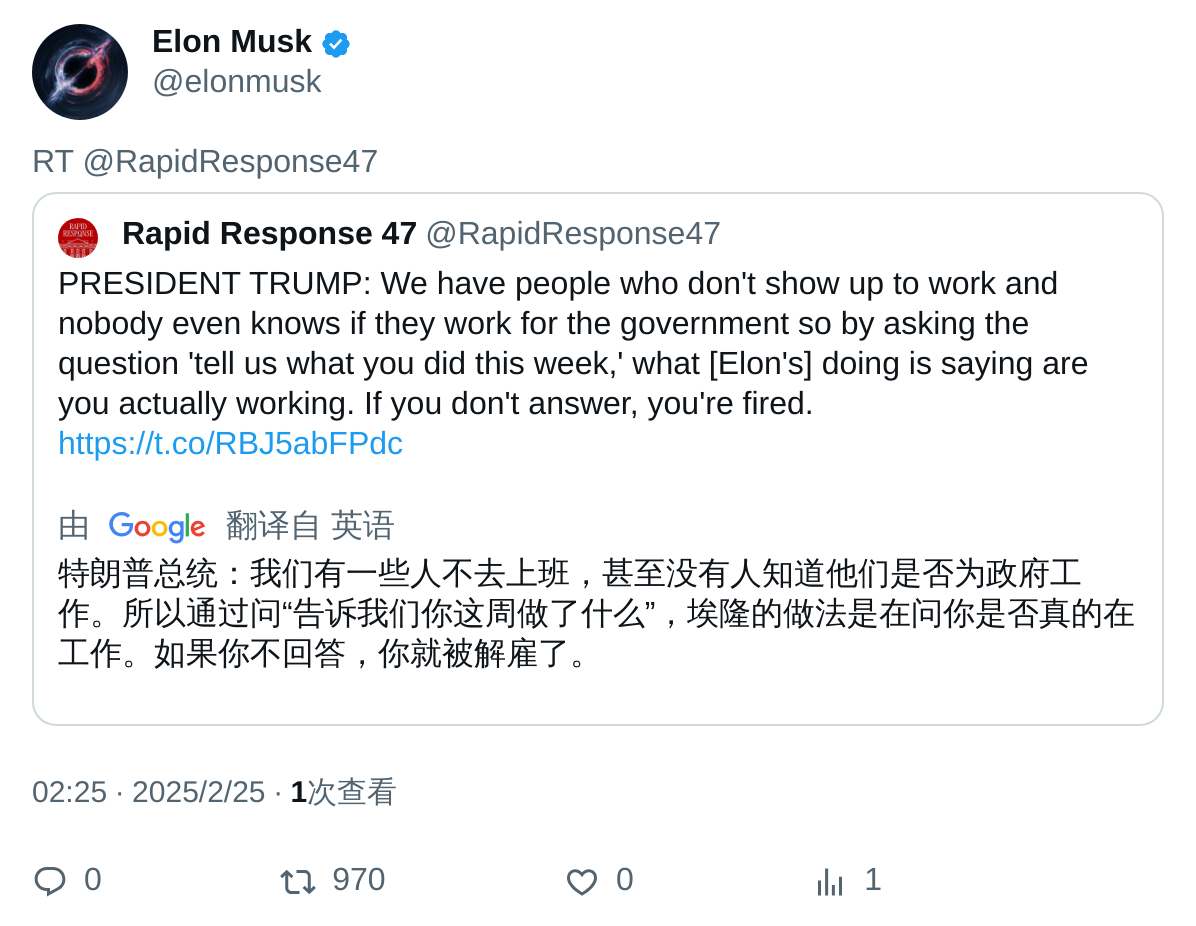 Elon Musk
@elonmusk
RT @RapidResponse47
RAPID
RESPONSE
Rapid Response 47 @RapidResponse47
PRESIDENT TRUMP: We have people who don't show up to work and
nobody even knows if they work for the government so by asking the
question 'tell us what you did this week,' what [Elon's] doing is saying are
you actually working. If you don't answer, you're fired.
https://t.co/RBJ5abFPdc
由 Google 翻译自 英语
特朗普总统：我们有一些人不去上班，甚至没有人知道他们是否为政府工
作。所以通过问“告诉我们你这周做了什么”，埃隆的做法是在问你是否真的在
工作。如果你不回答，你就被解雇了。
02:25 · 2025/2/25 · 1次查看
0 970 0 1